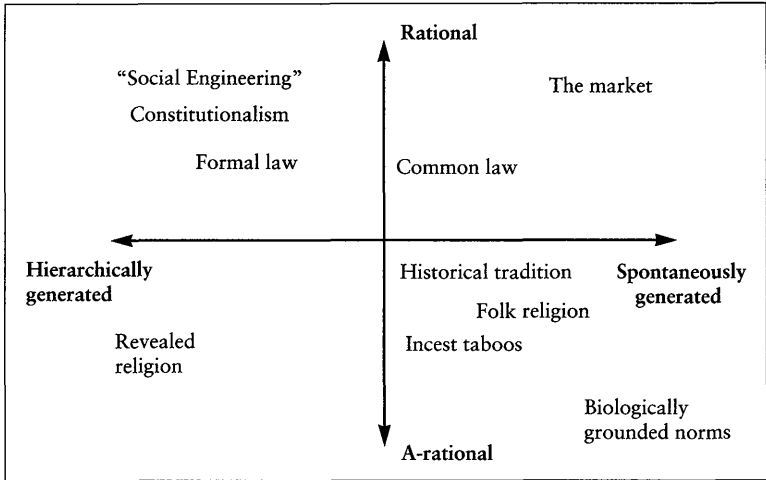 Rational
“Social Engineering”
The market
Constitutionalism
Formal law
Common law
Hierarchically
generated
Historical tradition
Spontaneously
generated
Folk religion
Revealed
religion
Incest taboos
Biologically
grounded norms
A-rational